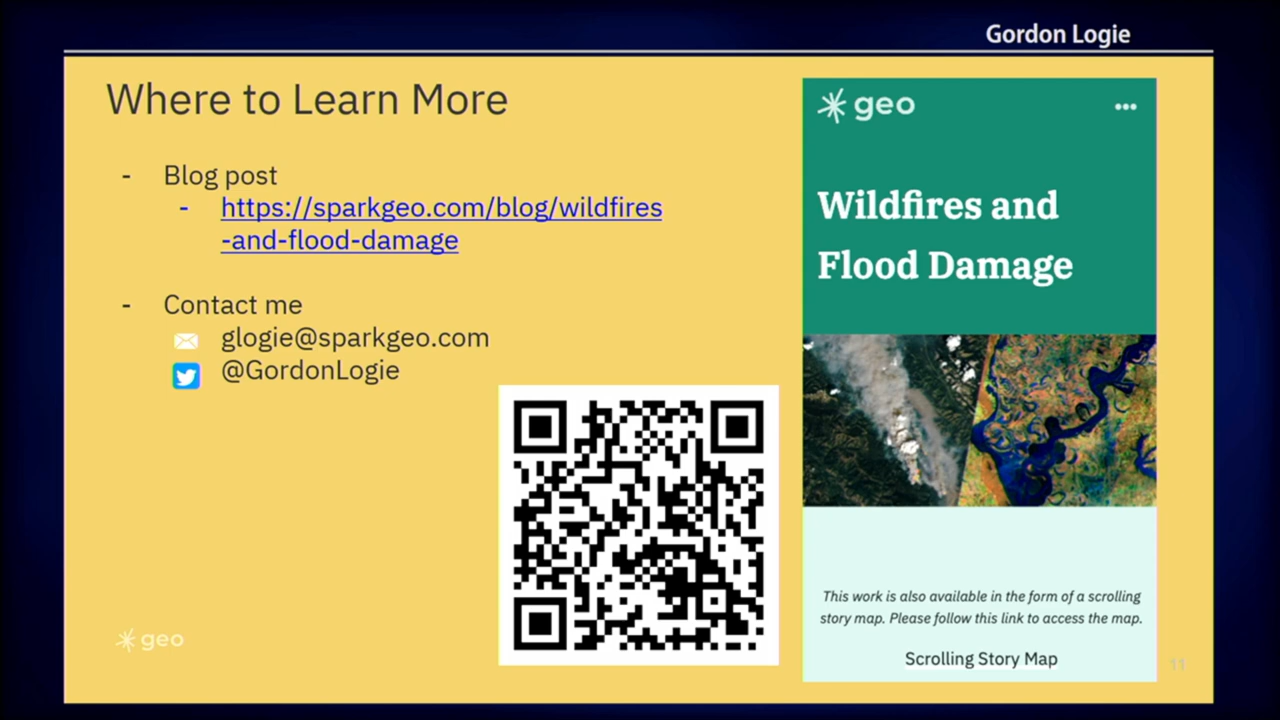 Gordon Logie
Where to Learn More
- Blog post
- https://sparkgeo.com/blog/wildfires
-and-flood-damage
- Contact me
glogie@sparkgeo.com
@GordonLogie
geo
geo
Wildfires and
Flood Damage
This work is also available in the form of a scrolling
story map. Please follow this link to access the map.
Scrolling Story Map
11